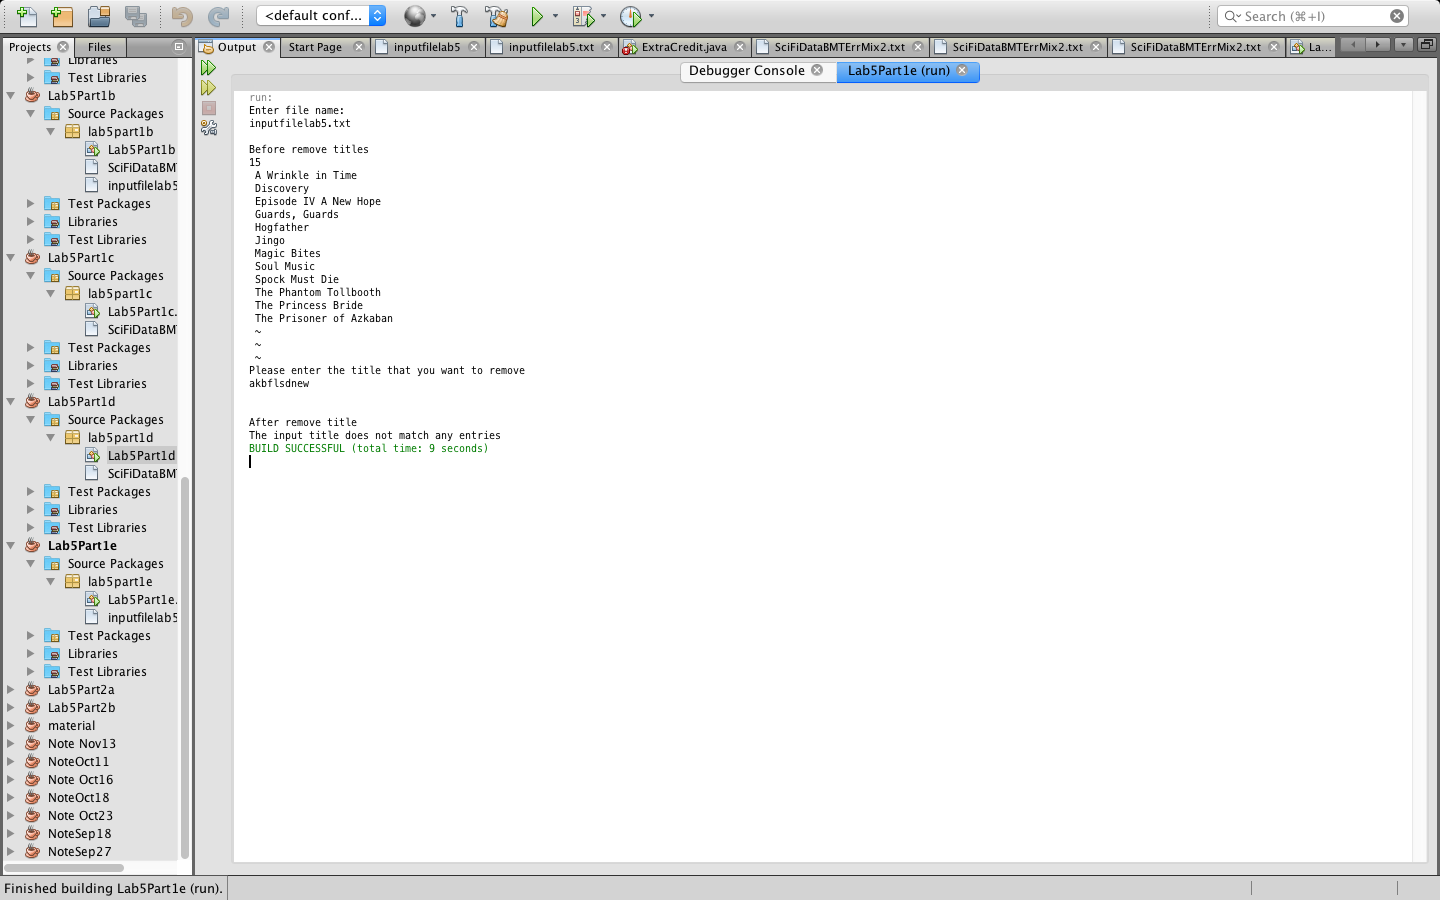 <default conf...
Search (⌘+I)
Projects
Files
Output
Start Page
inputfilelab5
inputfilelab5.txt
ExtraCredit.java
SciFiDataBMTErrMix2.txt
SciFiDataBMTErrMix2.txt
SciFiDataBMTErrMix2.txt
La...
Debugger Console
Lab5Part1e (run)
Libraries
Test Libraries
Lab5Part1b
Source Packages
lab5part1b
Lab5Part1b
SciFiDataBM
inputfilelab5
Test Packages
Libraries
Test Libraries
Lab5Part1c
Source Packages
lab5part1c
Lab5Part1c.
SciFiDataBM
Test Packages
Libraries
Test Libraries
Lab5Part1d
Source Packages
lab5part1d
Lab5Part1d
SciFiDataBM
Test Packages
Libraries
Test Libraries
Lab5Part1e
Source Packages
lab5part1e
Lab5Part1e.
inputfilelab5
Test Packages
Libraries
Test Libraries
Lab5Part2a
Lab5Part2b
material
Note Nov13
NoteOct11
Note Oct16
NoteOct18
Note Oct23
NoteSep18
NoteSep27
run:
Enter file name:
inputfilelab5.txt
Before remove titles
15
A Wrinkle in Time
Discovery
Episode IV A New Hope
Guards, Guards
Hogfather
Jingo
Magic Bites
Soul Music
Spock Must Die
The Phantom Tollbooth
The Princess Bride
The Prisoner of Azkaban
~
~
~
Please enter the title that you want to remove
akbflsdnew
After remove title
The input title does not match any entries
BUILD SUCCESSFUL (total time: 9 seconds)
Finished building Lab5Part1e (run).